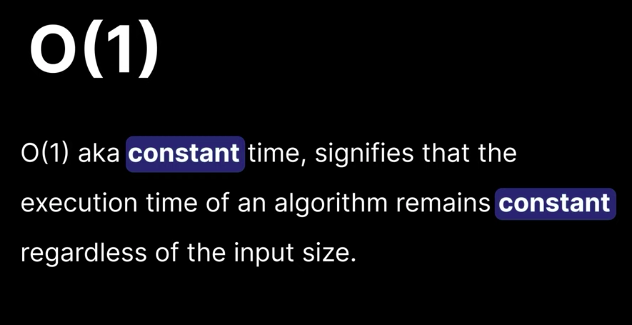 O(1)
O(1) aka constant time, signifies that the
execution time of an algorithm remains constant
regardless of the input size.